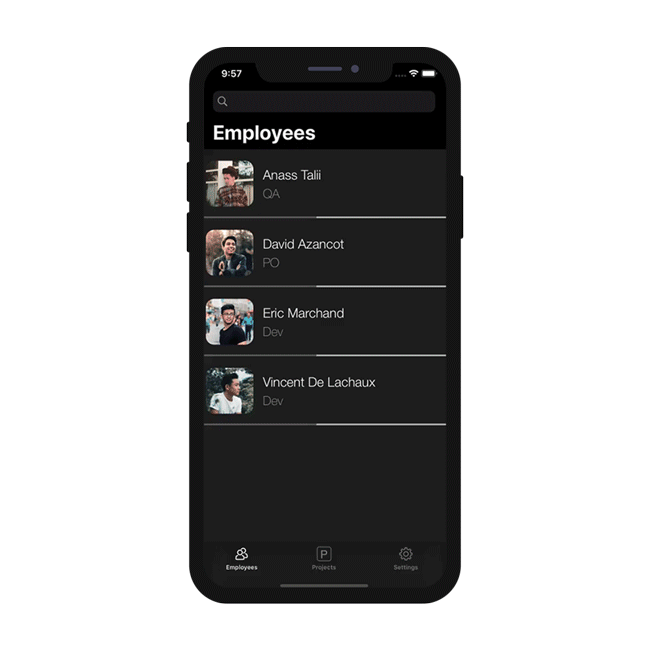 9:57
Employees
Anass Talii
QA
David Azancot
PO
Eric Marchand
Dev
Vincent De Lachaux
Dev
Employees
P
Projects
Settings